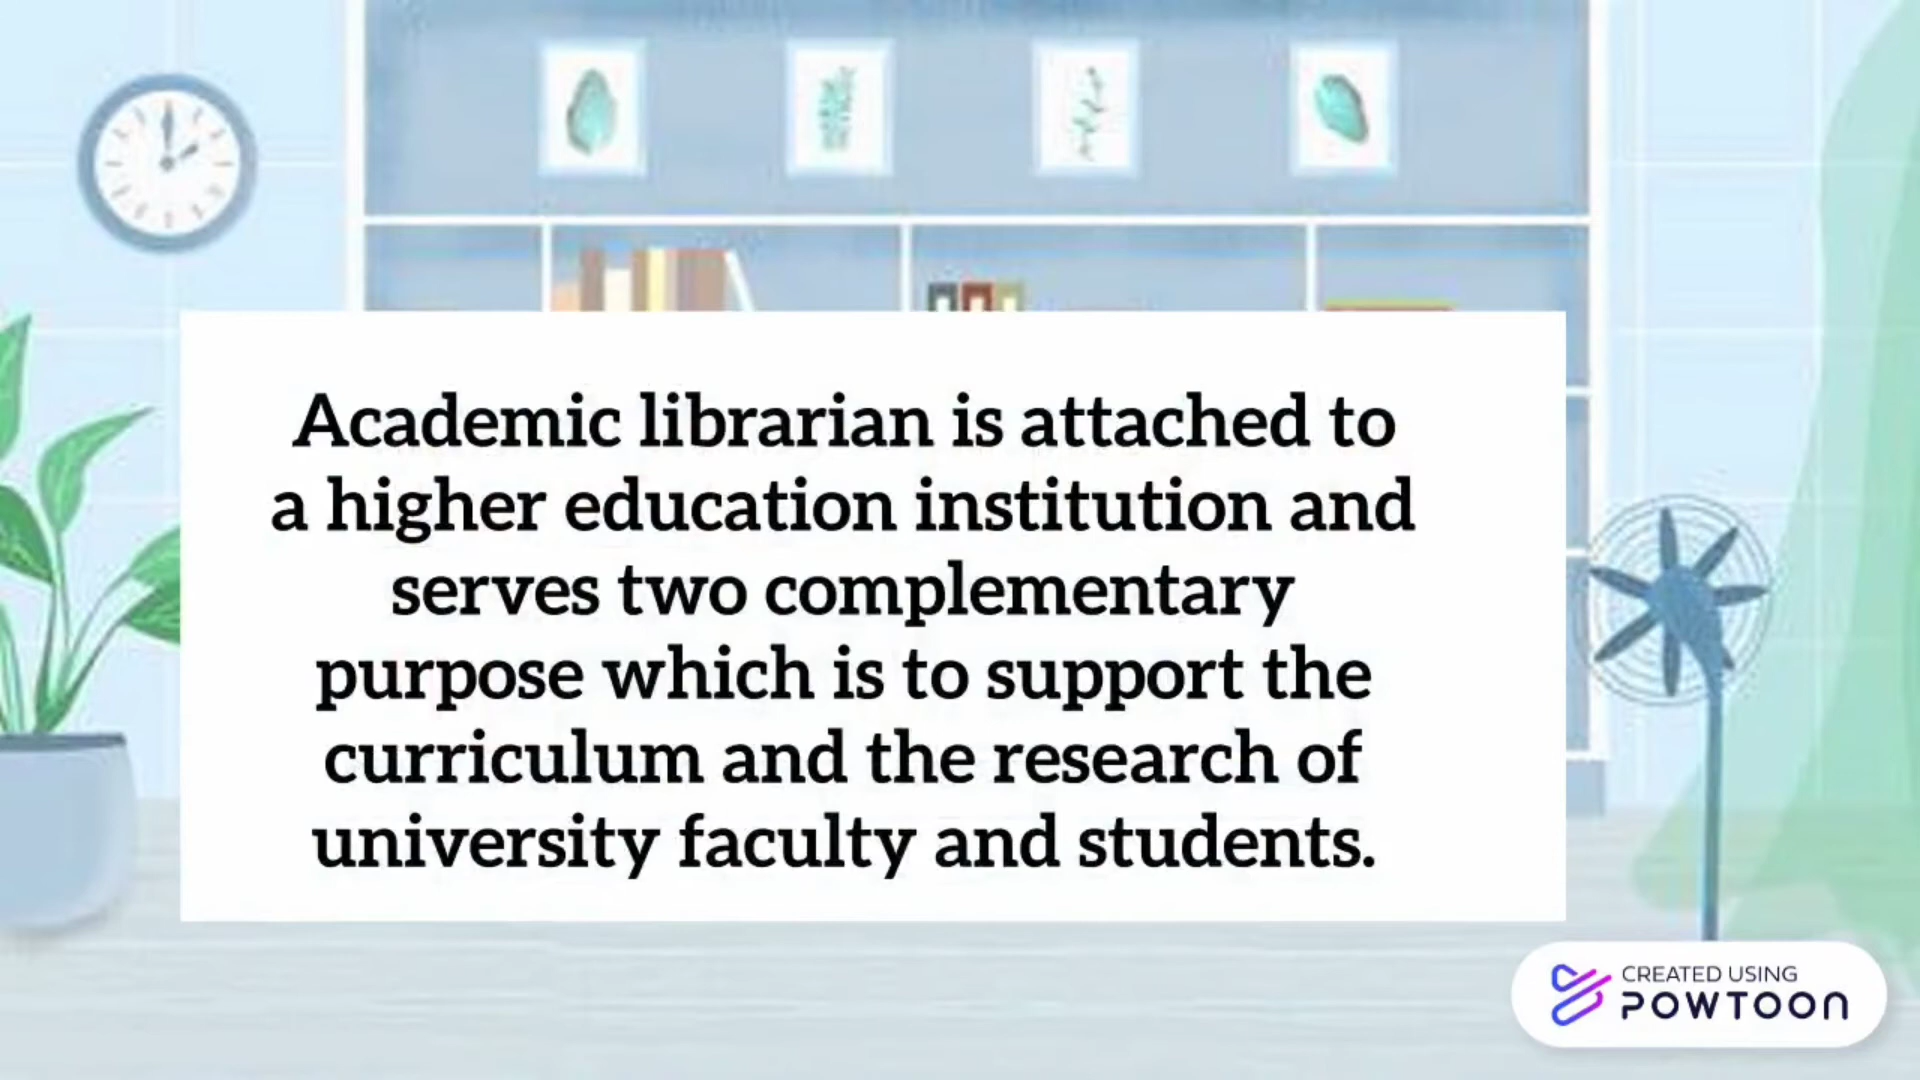 Academic librarian is attached to
a higher education institution and
serves two complementary
purpose which is to support the
curriculum and the research of
university faculty and students.
CREATED USING
POWTOON